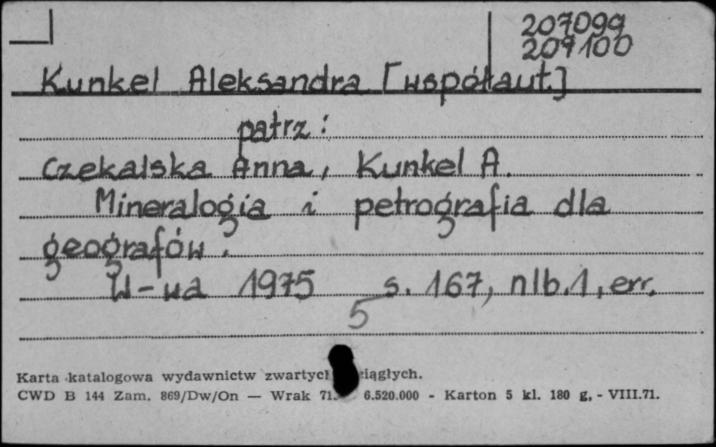 207099
209100
Kunkel Aleksandra [współaut.]
patrz:
Czekalska Anna, Kunkel A.
Mineralogia i petrografia dla
geografów.
W-wa 1975 s. 167, nlb. 1, err.
5
Karta katalogowa wydawnictw zwartych ciągłych.
CWD B 144 Zam. 869/Dw/On — Wrak 71. 6.520.000 - Karton 5 kl. 180 g, - VIII.71.